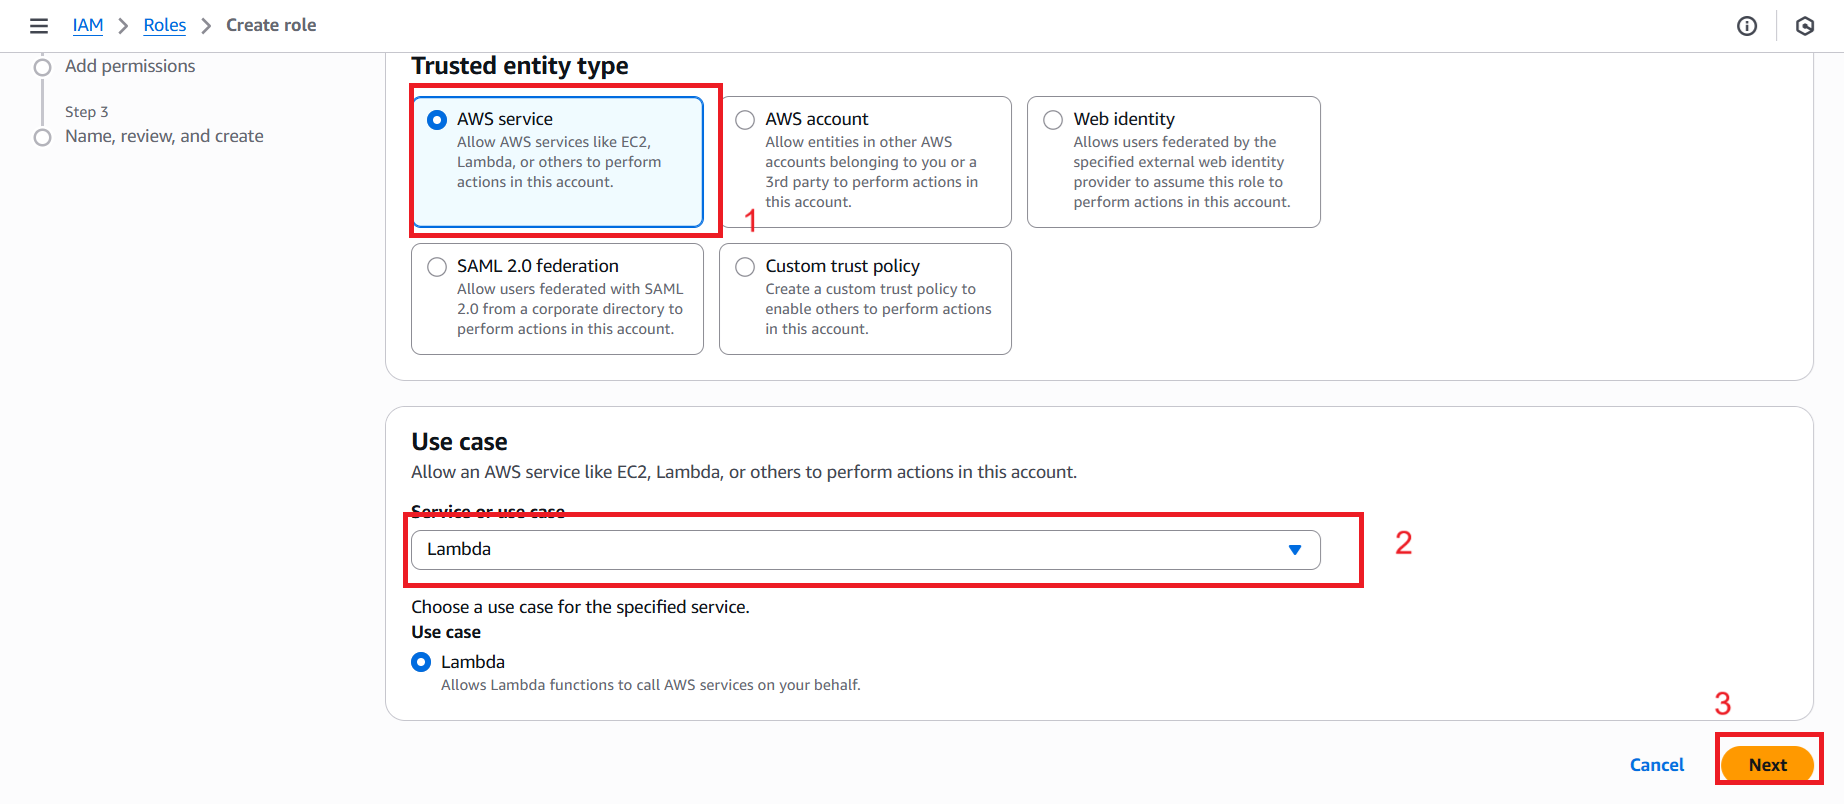 IAM > Roles > Create role
Add permissions
Step 3
Name, review, and create
Trusted entity type
AWS service
Allow AWS services like EC2,
Lambda, or others to perform
actions in this account.
1
AWS account
Allow entities in other AWS
accounts belonging to you or a
3rd party to perform actions in
this account.
Web identity
Allows users federated by the
specified external web identity
provider to assume this role to
perform actions in this account.
SAML 2.0 federation
Allow users federated with SAML
2.0 from a corporate directory to
perform actions in this account.
Custom trust policy
Create a custom trust policy to
enable others to perform actions
in this account.
Use case
Allow an AWS service like EC2, Lambda, or others to perform actions in this account.
Service or use case
Lambda
2
Choose a use case for the specified service.
Use case
Lambda
Allows Lambda functions to call AWS services on your behalf.
3
Cancel
Next